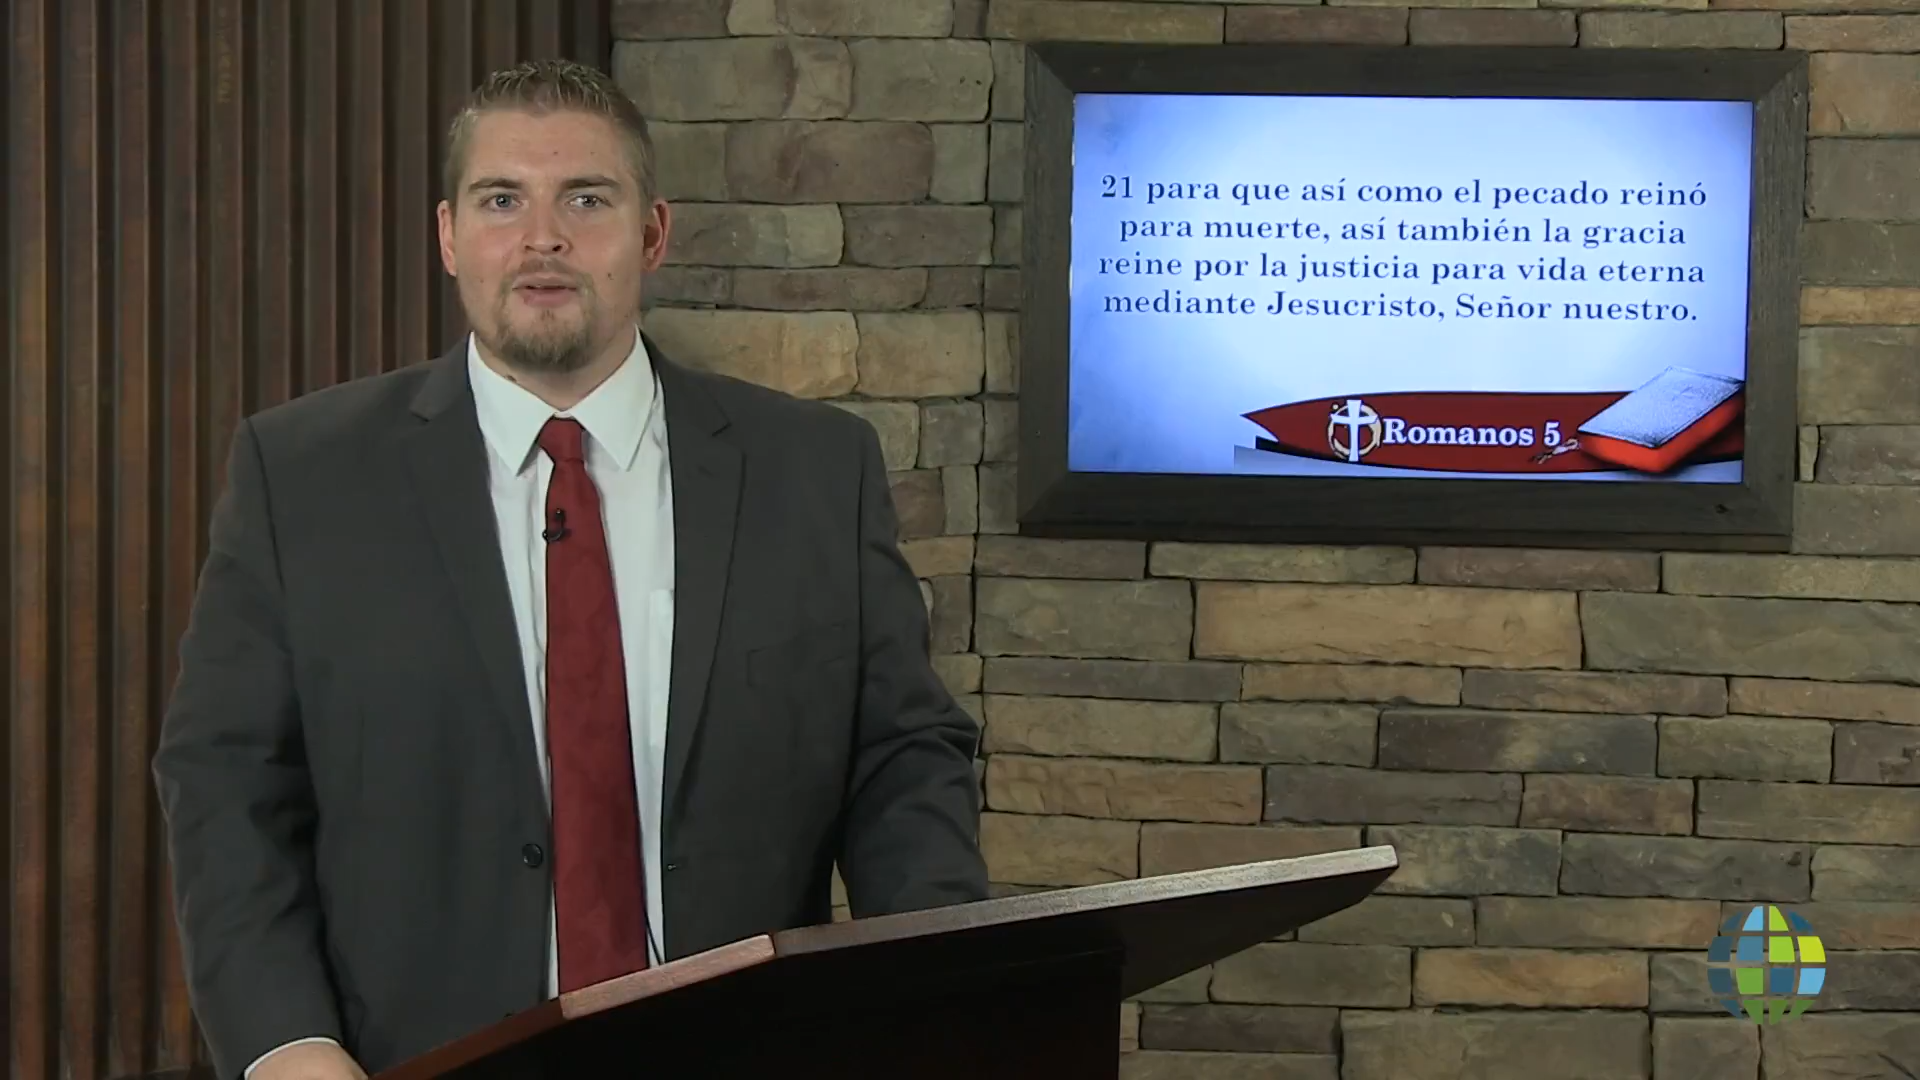 21 para que así como el pecado reinó
para muerte, así también la gracia
reine por la justicia para vida eterna
mediante Jesucristo, Señor nuestro.
Romanos 5